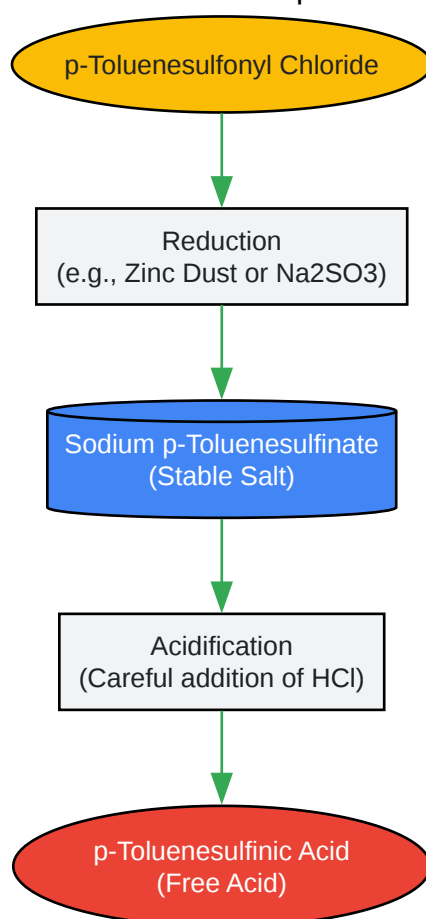 p-Toluenesulfonyl Chloride
Reduction
(e.g., Zinc Dust or Na2SO3)
Sodium p-Toluenesulfinate
(Stable Salt)
Acidification
(Careful addition of HCl)
p-Toluenesulfinic Acid
(Free Acid)